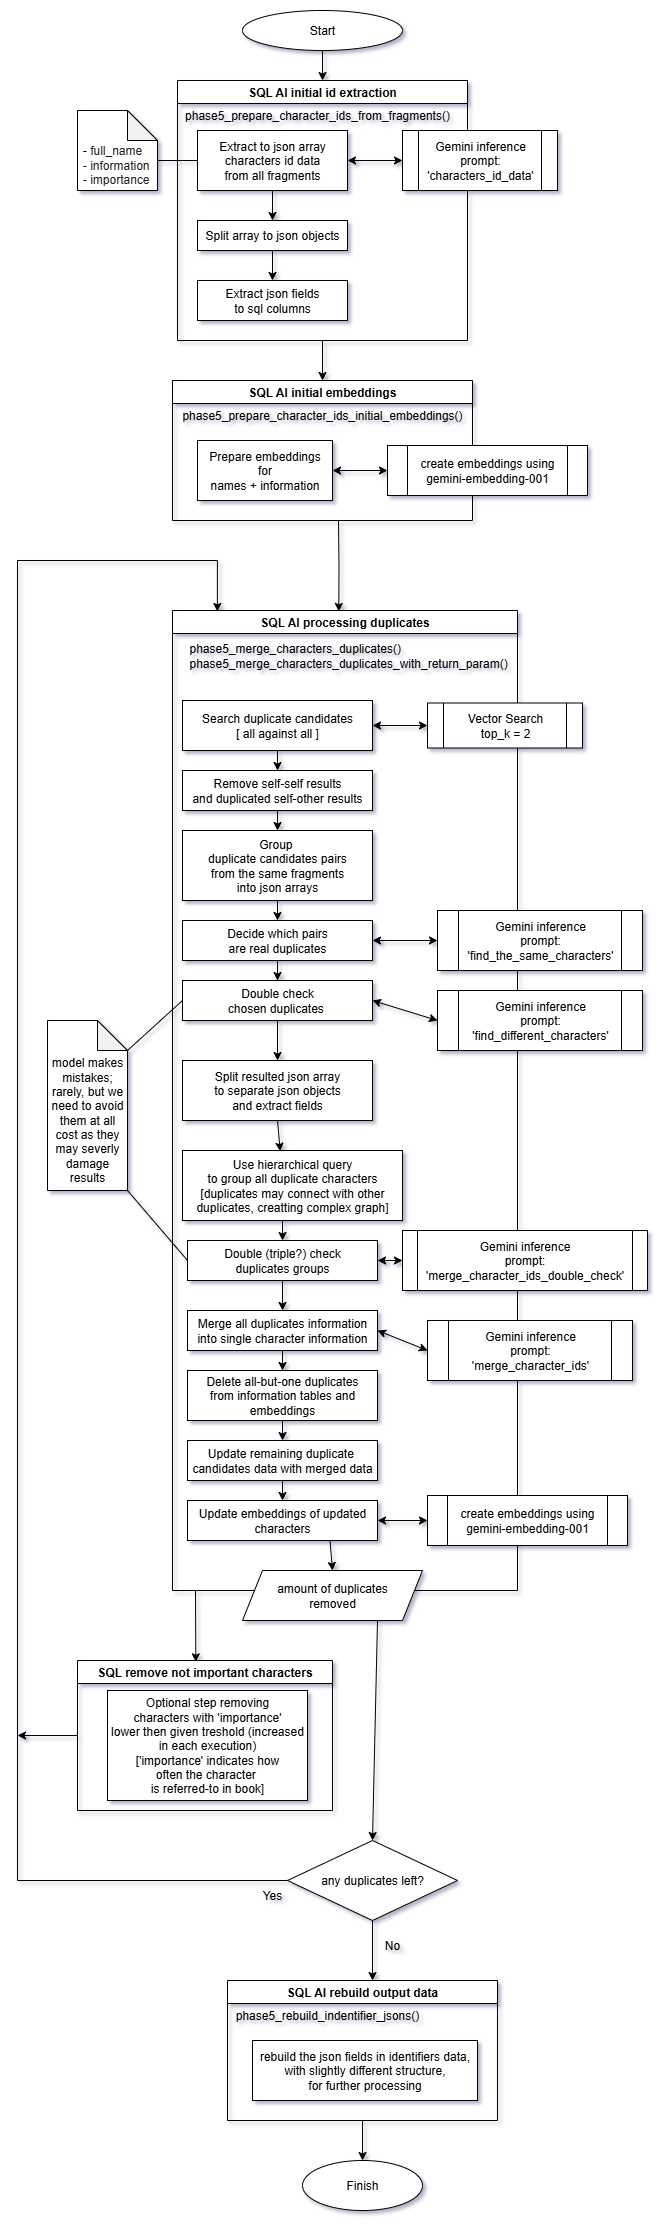 Start
SQL AI initial id extraction
phase5_prepare_character_ids_from_fragments()
- full_name
- information
- importance
Extract to json array
characters id data
from all fragments
Gemini inference
prompt:
'characters_id_data'
Split array to json objects
Extract json fields
to sql columns
SQL AI initial embeddings
phase5_prepare_character_ids_initial_embeddings()
Prepare embeddings
for
names + information
create embeddings using
gemini-embedding-001
SQL AI processing duplicates
phase5_merge_characters_duplicates()
phase5_merge_characters_duplicates_with_return_param()
Search duplicate candidates
[ all against all ]
Vector Search
top_k = 2
Remove self-self results
and duplicated self-other results
Group
duplicate candidates pairs
from the same fragments
into json arrays
Decide which pairs
are real duplicates
Gemini inference
prompt:
'find_the_same_characters'
Double check
chosen duplicates
Gemini inference
prompt:
'find_different_characters'
model makes
mistakes;
rarely, but we
need to avoid
them at all
cost as they
may severly
damage
results
Split resulted json array
to separate json objects
and extract fields
Use hierarchical query
to group all duplicate characters
[duplicates may connect with other
duplicates, creatting complex graph]
Double (triple?) check
duplicates groups
Gemini inference
prompt:
'merge_character_ids_double_check'
Merge all duplicates information
into single character information
Gemini inference
prompt:
'merge_character_ids'
Delete all-but-one duplicates
from information tables and
embeddings
Update remaining duplicate
candidates data with merged data
Update embeddings of updated
characters
create embeddings using
gemini-embedding-001
amount of duplicates
removed
SQL remove not important characters
Optional step removing
characters with 'importance'
lower then given treshold (increased
in each execution)
['importance' indicates how
often the character
is referred-to in book]
any duplicates left?
Yes
No
SQL AI rebuild output data
phase5_rebuild_indentifier_jsons()
rebuild the json fields in identifiers data,
with slightly different structure,
for further processing
Finish